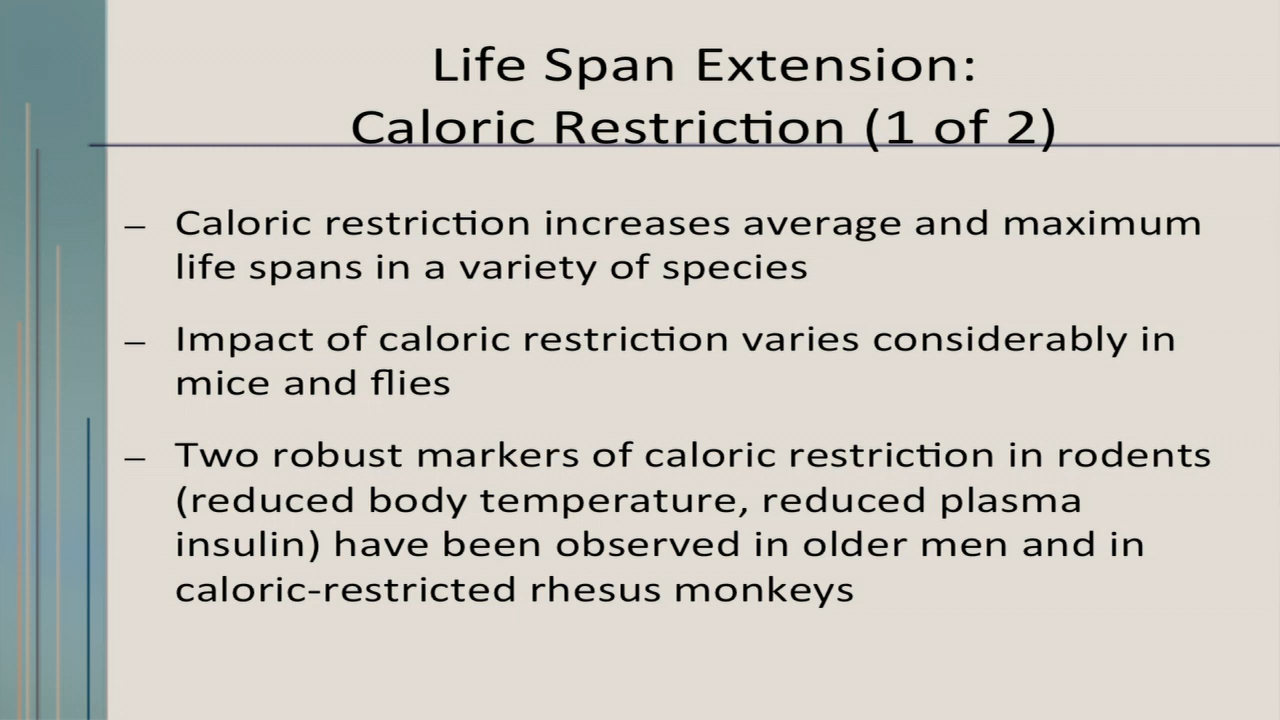 Life Span Extension:
Caloric Restriction (1 of 2)
– Caloric restriction increases average and maximum
life spans in a variety of species
– Impact of caloric restriction varies considerably in
mice and flies
– Two robust markers of caloric restriction in rodents
(reduced body temperature, reduced plasma
insulin) have been observed in older men and in
caloric-restricted rhesus monkeys